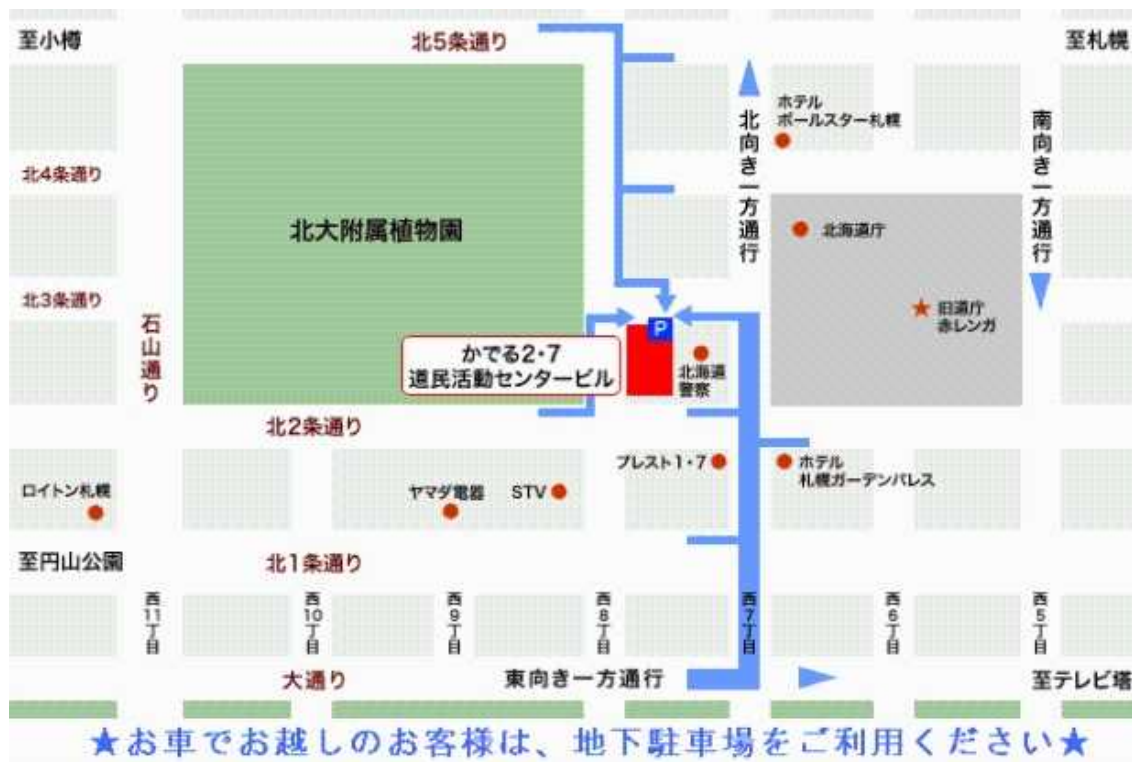 至小樽
北5条通り
至札幌
ホテル
ポールスター札幌
北向き一方通行
南向き一方通行
北4条通り
北大附属植物園
北海道庁
北3条通り
旧道庁
赤レンガ
石山通り
P
かでる2・7
道民活動センタービル
北海道
警察
北2条通り
プレスト1・7
ホテル
札幌ガーデンパレス
ロイトン札幌
ヤマダ電器
STV
至円山公園
北1条通り
西11丁目
西10丁目
西9丁目
西8丁目
西7丁目
西6丁目
西5丁目
大通り
東向き一方通行
至テレビ塔
★お車でお越しのお客様は、地下駐車場をご利用ください★